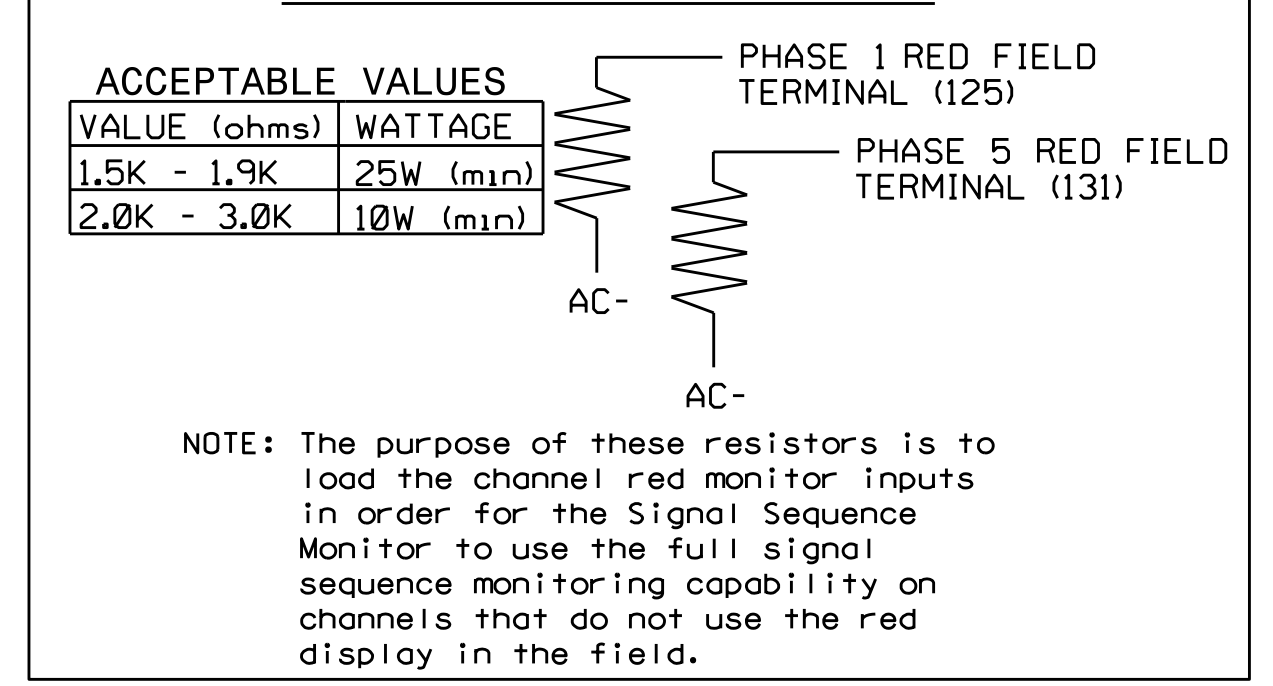 ACCEPTABLE VALUES
VALUE (ohms) WATTAGE
1.5K - 1.9K 25W (min)
2.0K - 3.0K 10W (min)
PHASE 1 RED FIELD
TERMINAL (125)
PHASE 5 RED FIELD
TERMINAL (131)
AC-
AC-
NOTE: The purpose of these resistors is to
load the channel red monitor inputs
in order for the Signal Sequence
Monitor to use the full signal
sequence monitoring capability on
channels that do not use the red
display in the field.